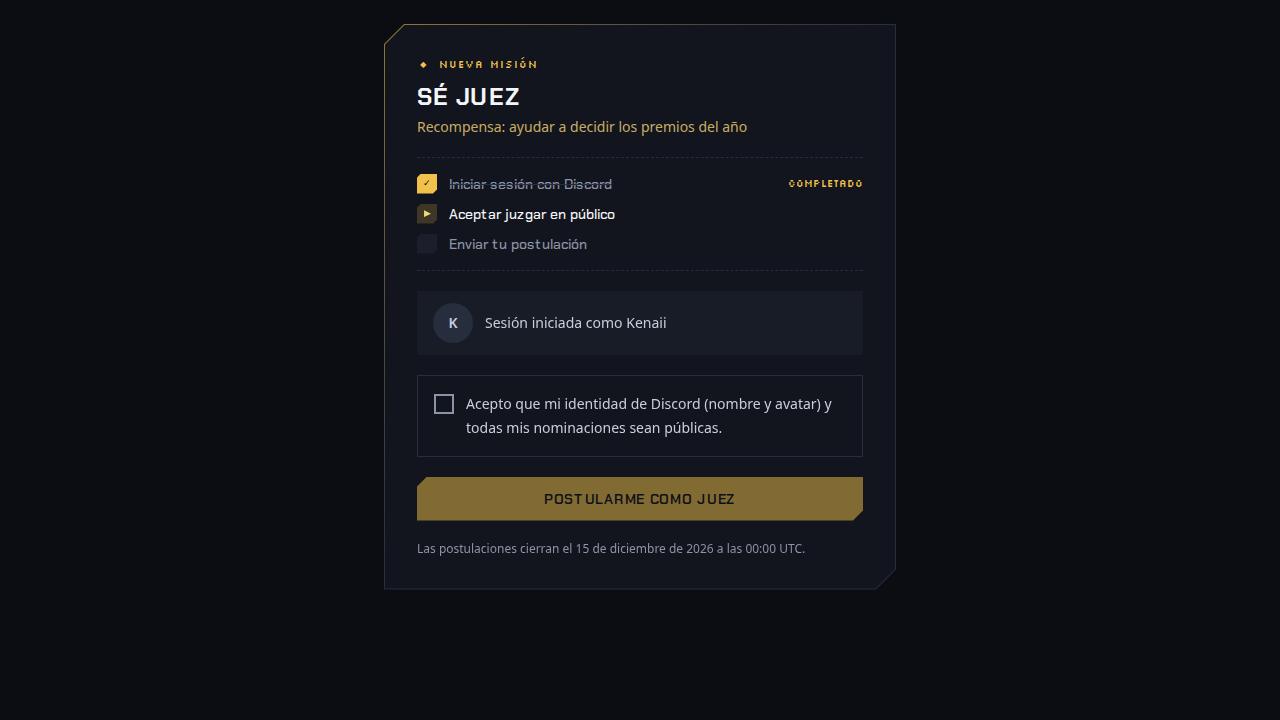 ◆ NUEVA MISIÓN
SÉ JUEZ
Recompensa: ayudar a decidir los premios del año
✓ Iniciar sesión con Discord COMPLETADO
▶ Aceptar juzgar en público
Enviar tu postulación
K Sesión iniciada como Kenaii
Acepto que mi identidad de Discord (nombre y avatar) y
todas mis nominaciones sean públicas.
POSTULARME COMO JUEZ
Las postulaciones cierran el 15 de diciembre de 2026 a las 00:00 UTC.